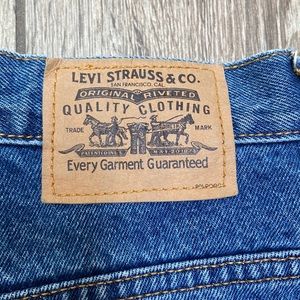 LEVI STRAUSS & CO.
SAN FRANCISCO, CAL.
ORIGINAL RIVETED
QUALITY CLOTHING
TRADE MARK
Every Garment Guaranteed